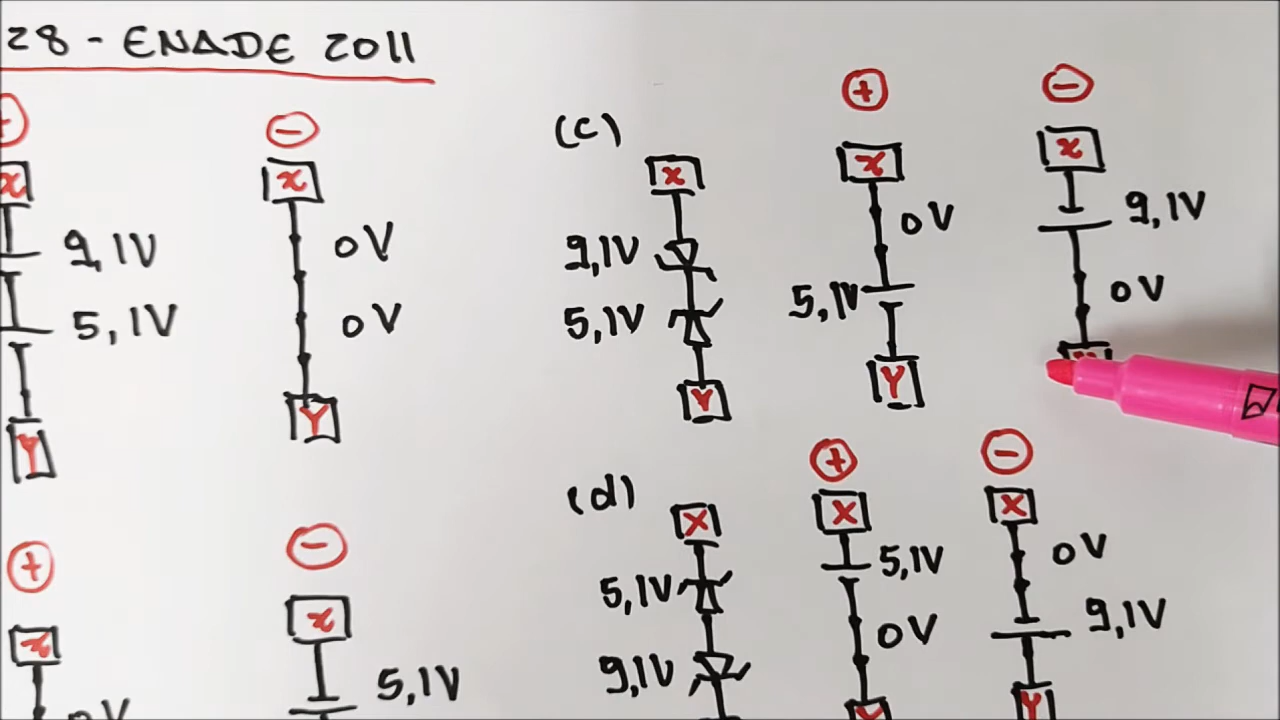 28 - ENADE 2011
+
-
x
x
9,1V
0V
5,1V
0V
Y
Y
+
-
x
x
0V
5,1V
(c)
+
-
x
x
x
9,1V
0V
9,1V
5,1V
5,1V
0V
Y
Y
(d)
+
-
X
X
X
5,1V
5,1V
0V
9,1V
0V
9,1V
Y
Y